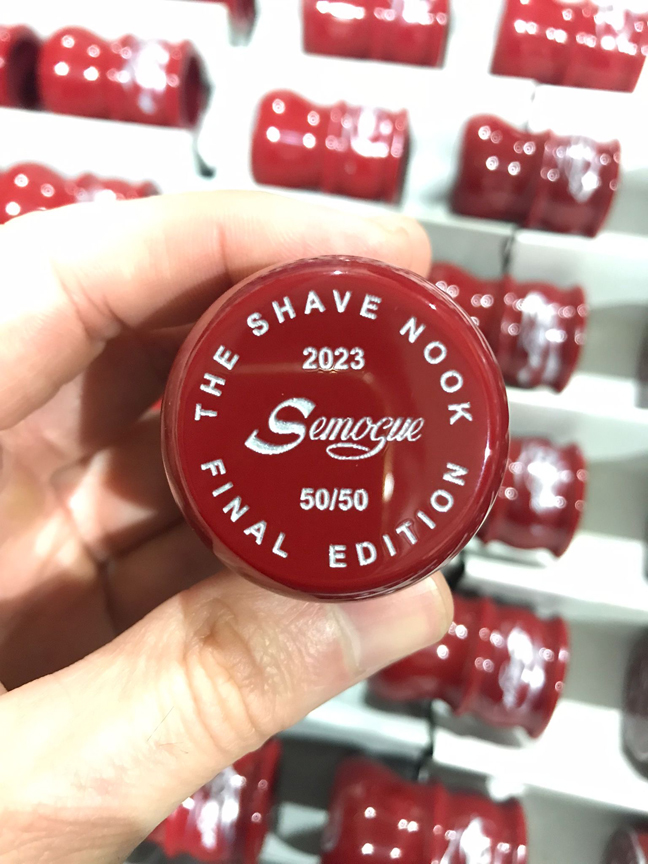 THE SHAVE NOOK
2023
Semogue
50/50
FINAL EDITION